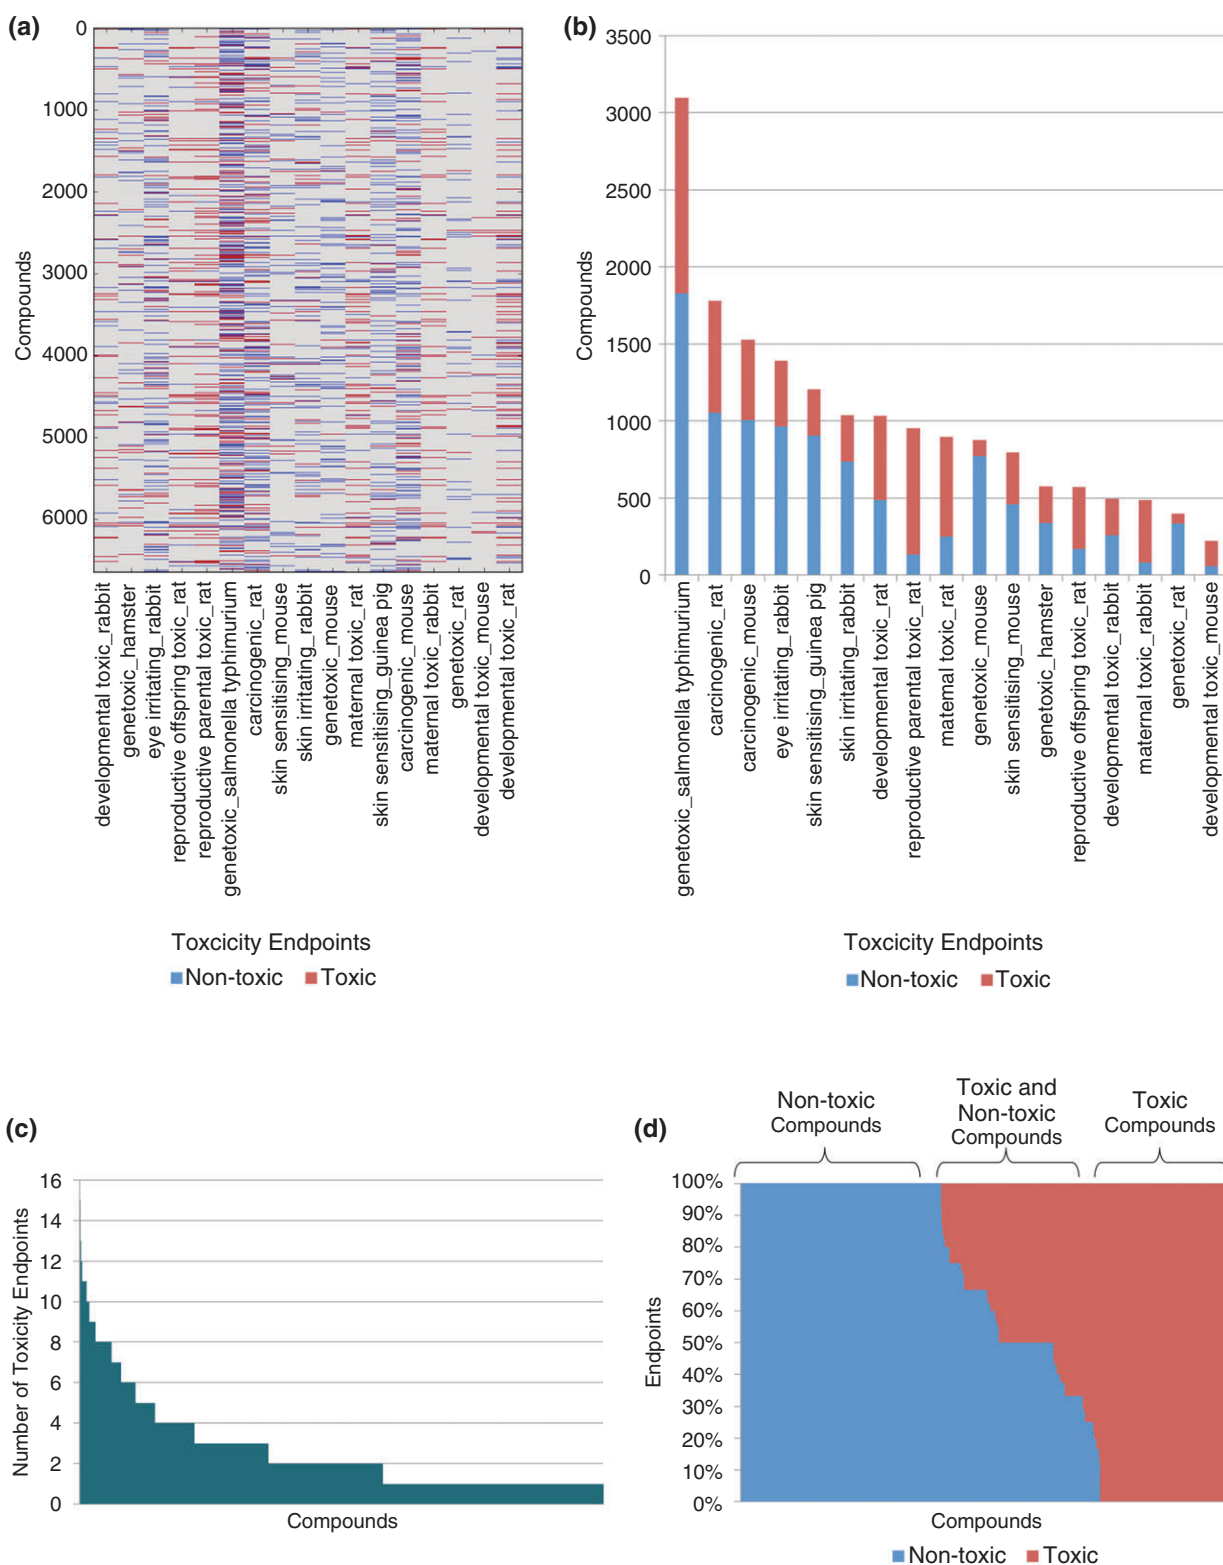 (a)
0
1000
2000
3000
4000
5000
6000
Compounds
developmental toxic_rabbit
genetoxic_hamster
eye irritating_rabbit
reproductive offspring toxic_rat
reproductive parental toxic_rat
genetoxic_salmonella typhimurium
carcinogenic_rat
skin sensitising_mouse
skin irritating_rabbit
genetoxic_mouse
maternal toxic_rat
skin sensitising_guinea pig
carcinogenic_mouse
maternal toxic_rabbit
genetoxic_rat
developmental toxic_mouse
developmental toxic_rat
Toxcicity Endpoints
Non-toxic Toxic
(b)
3500
3000
2500
2000
1500
1000
500
0
Compounds
genetoxic_salmonella typhimurium
carcinogenic_rat
carcinogenic_mouse
eye irritating_rabbit
skin sensitising_guinea pig
skin irritating_rabbit
developmental toxic_rat
reproductive parental toxic_rat
maternal toxic_rat
genetoxic_mouse
skin sensitising_mouse
genetoxic_hamster
reproductive offspring toxic_rat
developmental toxic_rabbit
maternal toxic_rabbit
genetoxic_rat
developmental toxic_mouse
Toxcicity Endpoints
Non-toxic Toxic
(c)
16
14
12
10
8
6
4
2
0
Number of Toxicity Endpoints
Compounds
(d)
Non-toxic
Compounds
Toxic and
Non-toxic
Compounds
Toxic
Compounds
100%
90%
80%
70%
60%
50%
40%
30%
20%
10%
0%
Endpoints
Compounds
Non-toxic Toxic